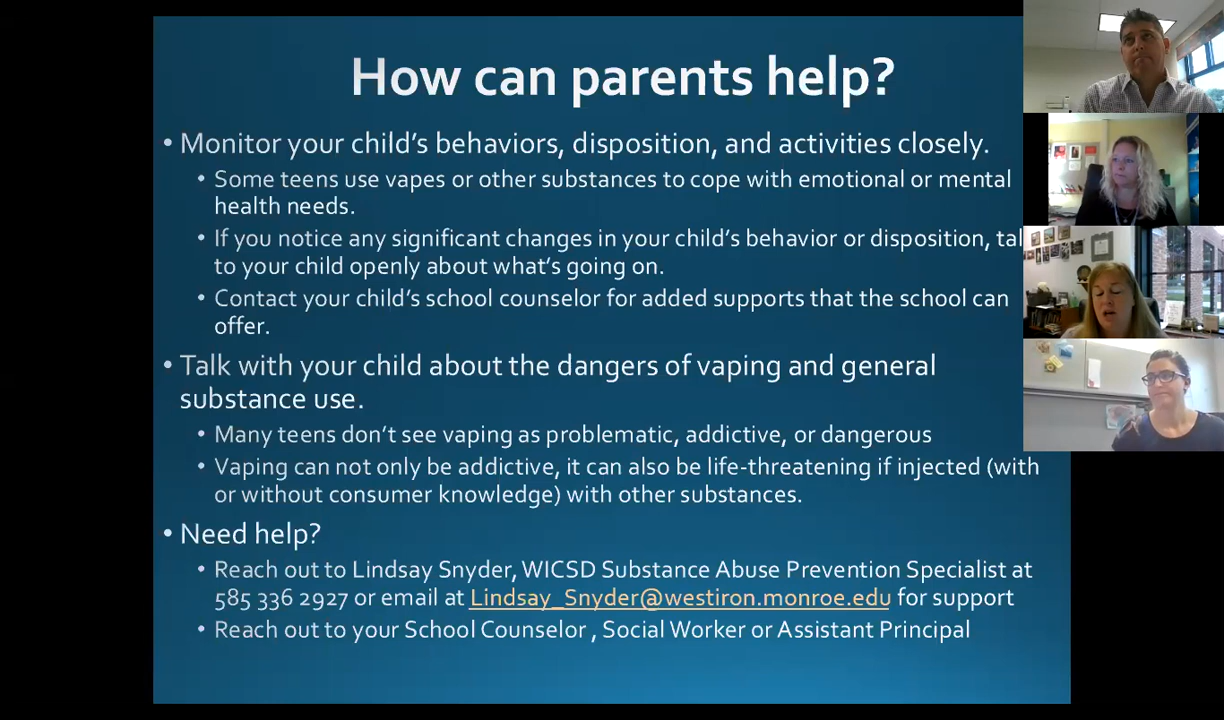 How can parents help?
• Monitor your child's behaviors, disposition, and activities closely.
• Some teens use vapes or other substances to cope with emotional or mental
health needs.
• If you notice any significant changes in your child's behavior or disposition,
to your child openly about what's going on.
• Contact your child's school counselor for added supports that the school can
offer.
• Talk with your child about the dangers of vaping and general
substance use.
• Many teens don't see vaping as problematic, addictive, or dangerous
• Vaping can not only be addictive, it can also be life-threatening if injected (with
or without consumer knowledge) with other substances.
• Need help?
• Reach out to Lindsay Snyder, WICSD Substance Abuse Prevention Specialist at
585 336 2927 or email at Lindsay_Snyder@westiron.monroe.edu for support
• Reach out to your School Counselor , Social Worker or Assistant Principal